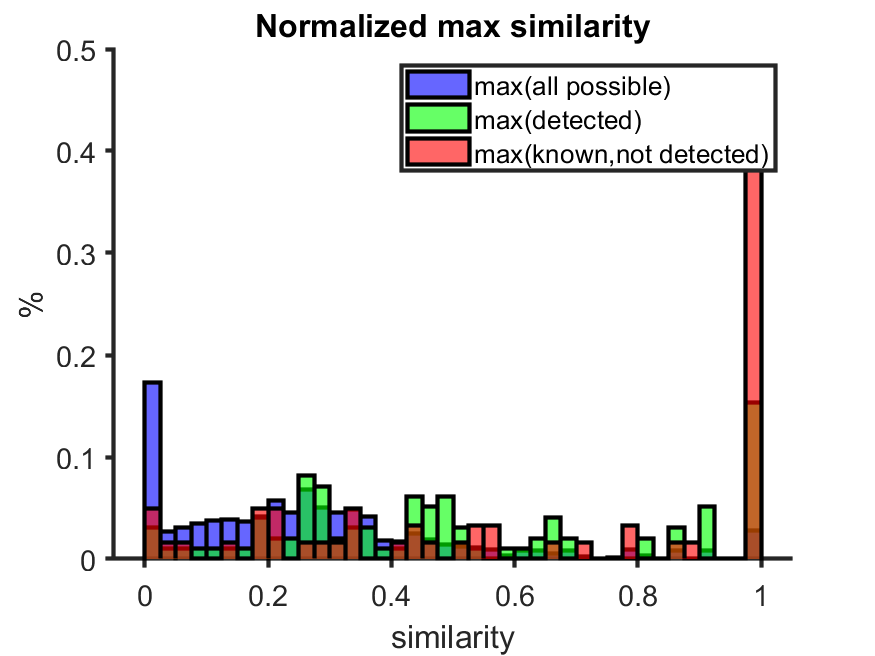 Normalized max similarity
0.5
0.4
0.3
0.2
0.1
0
%
max(all possible)
max(detected)
max(known,not detected)
0 0.2 0.4 0.6 0.8 1
similarity